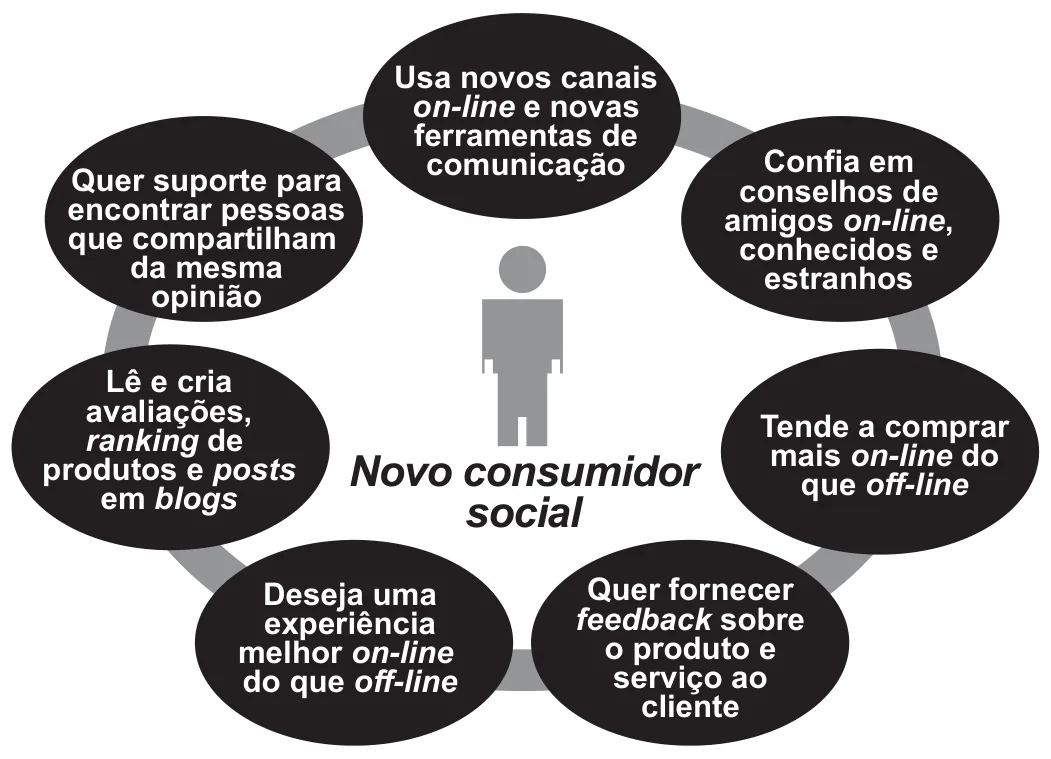 Usa novos canais
on-line e novas
ferramentas de
comunicação
Confia em
conselhos de
amigos on-line,
conhecidos e
estranhos
Tende a comprar
mais on-line do
que off-line
Quer fornecer
feedback sobre
o produto e
serviço ao
cliente
Deseja uma
experiência
melhor on-line
do que off-line
Lê e cria
avaliações,
ranking de
produtos e posts
em blogs
Quer suporte para
encontrar pessoas
que compartilham
da mesma
opinião
Novo consumidor
social